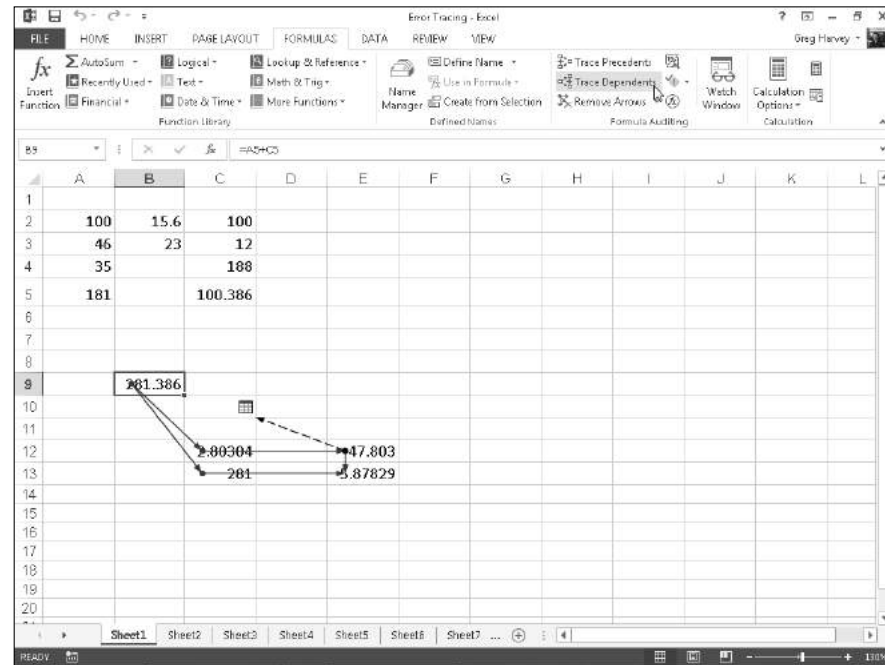 Error Tracing - Excel
?
FILE HOME INSERT PAGE LAYOUT FORMULAS DATA REVIEW VIEW Greg Harvey
fx Insert Function
AutoSum
Recently Used
Financial
Logical
Text
Date & Time
Lookup & Reference
Math & Trig
More Functions
Function Library
Name Manager
Define Name
Use in Formula
Create from Selection
Defined Names
Trace Precedents
Trace Dependents
Remove Arrows
Formula Auditing
Watch Window
Calculation Options
Calculation
B9 fx =A5+C5
A B C D E F G H I J K L
1
2 100 15.6 100
3 46 23 12
4 35 188
5 181 100.386
6
7
8
9 281.386
10
11
12 2.80304 47.803
13 281 5.87829
14
15
16
17
18
19
20
Sheet1 Sheet2 Sheet3 Sheet4 Sheet5 Sheet6 Sheet7 ...
READY 130%